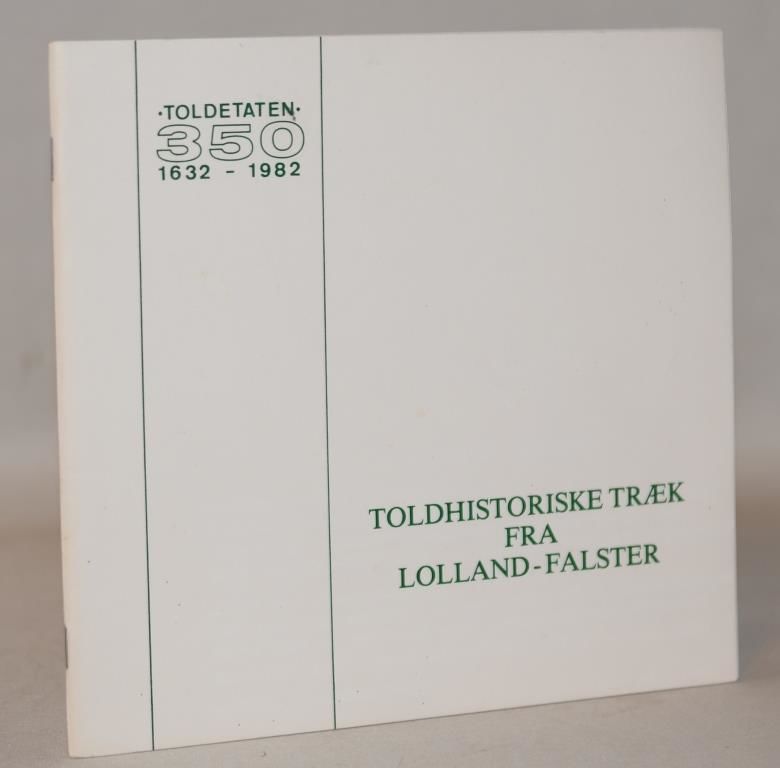 ·TOLDETATEN·
350
1632 - 1982
TOLDHISTORISKE TRÆK
FRA
LOLLAND-FALSTER